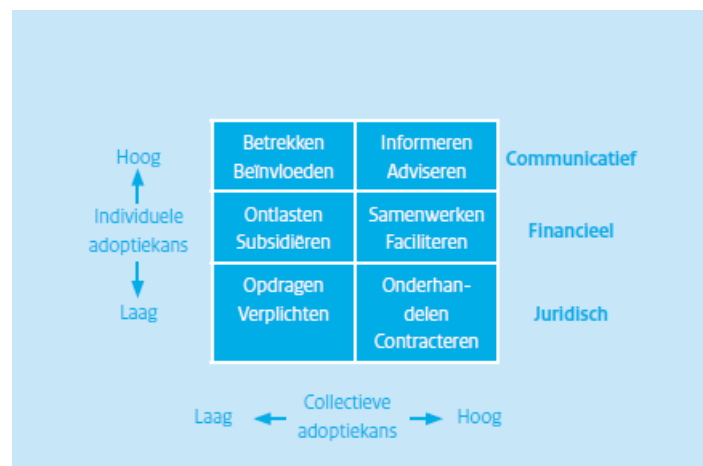 Hoog
Betrekken
Beïnvloeden
Informeren
Adviseren
Communicatief
Individuele
adoptiekans
Ontlasten
Subsidiëren
Samenwerken
Faciliteren
Financieel
Laag
Opdragen
Verplichten
Onderhan-
delen
Contracteren
Juridisch
Laag
Collectieve
adoptiekans
Hoog